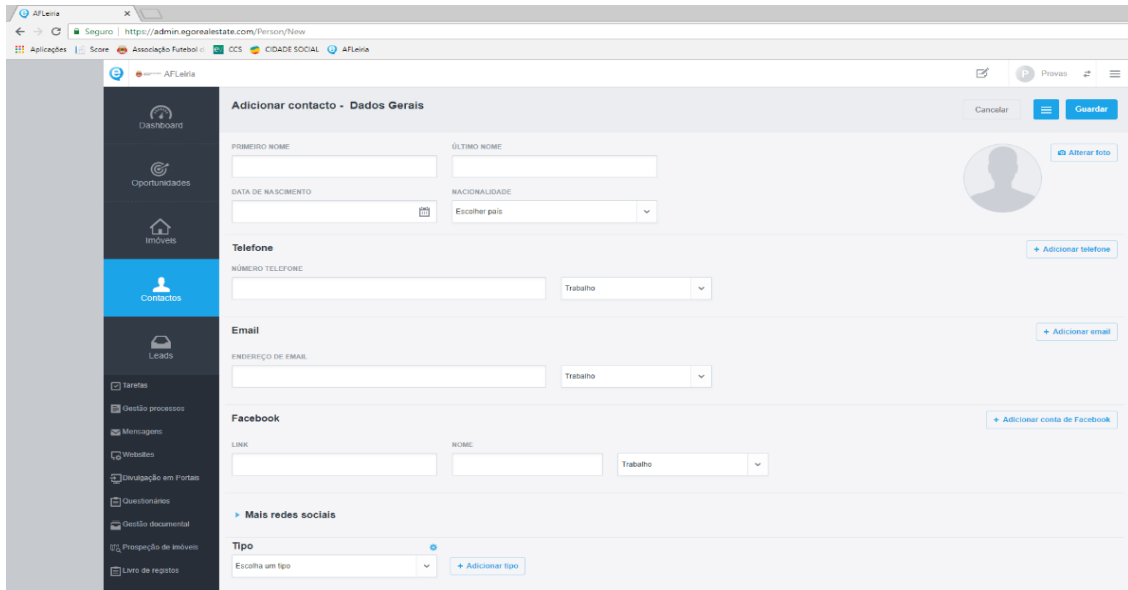 AFLeiria
Seguro | https://admin.egorealestate.com/Person/New
Aplicações Score Associação Futebol d CCS CIDADE SOCIAL AFLeiria
AFLeiria P Provas
Adicionar contacto - Dados Gerais Cancelar Guardar
Dashboard
Oportunidades
Imóveis
Contactos
Leads
Tarefas
Gestão processos
Mensagens
Websites
Divulgação em Portais
Questionários
Gestão documental
Prospeção de imóveis
Livro de registos
PRIMEIRO NOME ÚLTIMO NOME
Alterar foto
DATA DE NASCIMENTO NACIONALIDADE
Escolher país
Telefone + Adicionar telefone
NÚMERO TELEFONE
Trabalho
Email + Adicionar email
ENDEREÇO DE EMAIL
Trabalho
Facebook + Adicionar conta de Facebook
LINK NOME
Trabalho
Mais redes sociais
Tipo
Escolha um tipo + Adicionar tipo